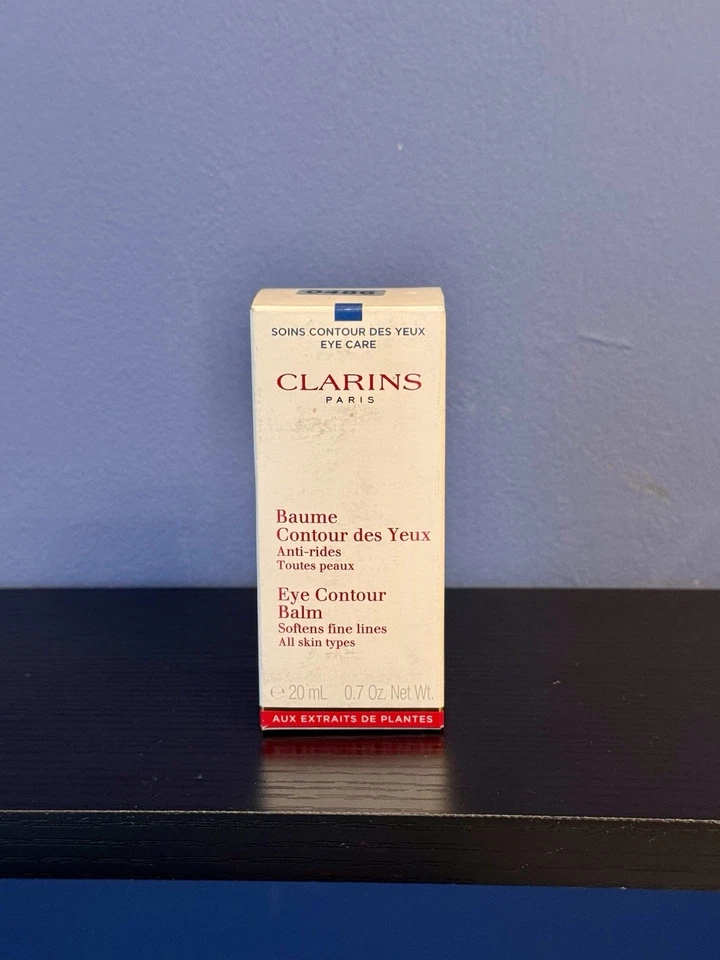 SOINS CONTOUR DES YEUX
EYE CARE
CLARINS
PARIS
Baume
Contour des Yeux
Anti-rides
Toutes peaux
Eye Contour
Balm
Softens fine lines
All skin types
℮ 20 mL 0.7 Oz. Net Wt.
AUX EXTRAITS DE PLANTES